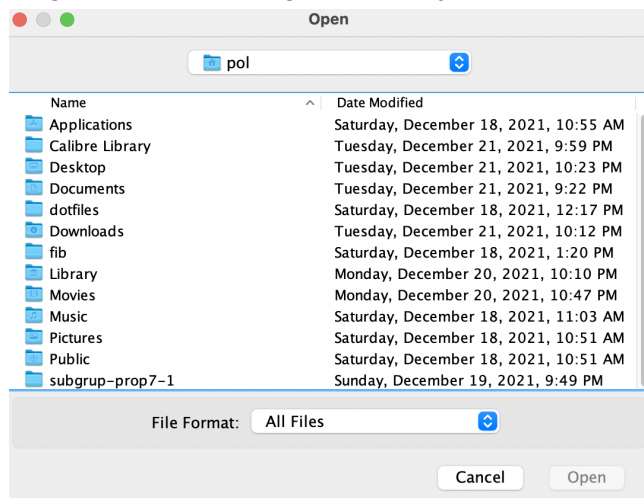 Open
pol
Name Date Modified
Applications Saturday, December 18, 2021, 10:55 AM
Calibre Library Tuesday, December 21, 2021, 9:59 PM
Desktop Tuesday, December 21, 2021, 10:23 PM
Documents Tuesday, December 21, 2021, 9:22 PM
dotfiles Saturday, December 18, 2021, 12:17 PM
Downloads Tuesday, December 21, 2021, 10:12 PM
fib Saturday, December 18, 2021, 1:20 PM
Library Monday, December 20, 2021, 10:10 PM
Movies Monday, December 20, 2021, 10:47 PM
Music Saturday, December 18, 2021, 11:03 AM
Pictures Saturday, December 18, 2021, 10:51 AM
Public Saturday, December 18, 2021, 10:51 AM
subgrup-prop7-1 Sunday, December 19, 2021, 9:49 PM
File Format: All Files
Cancel Open